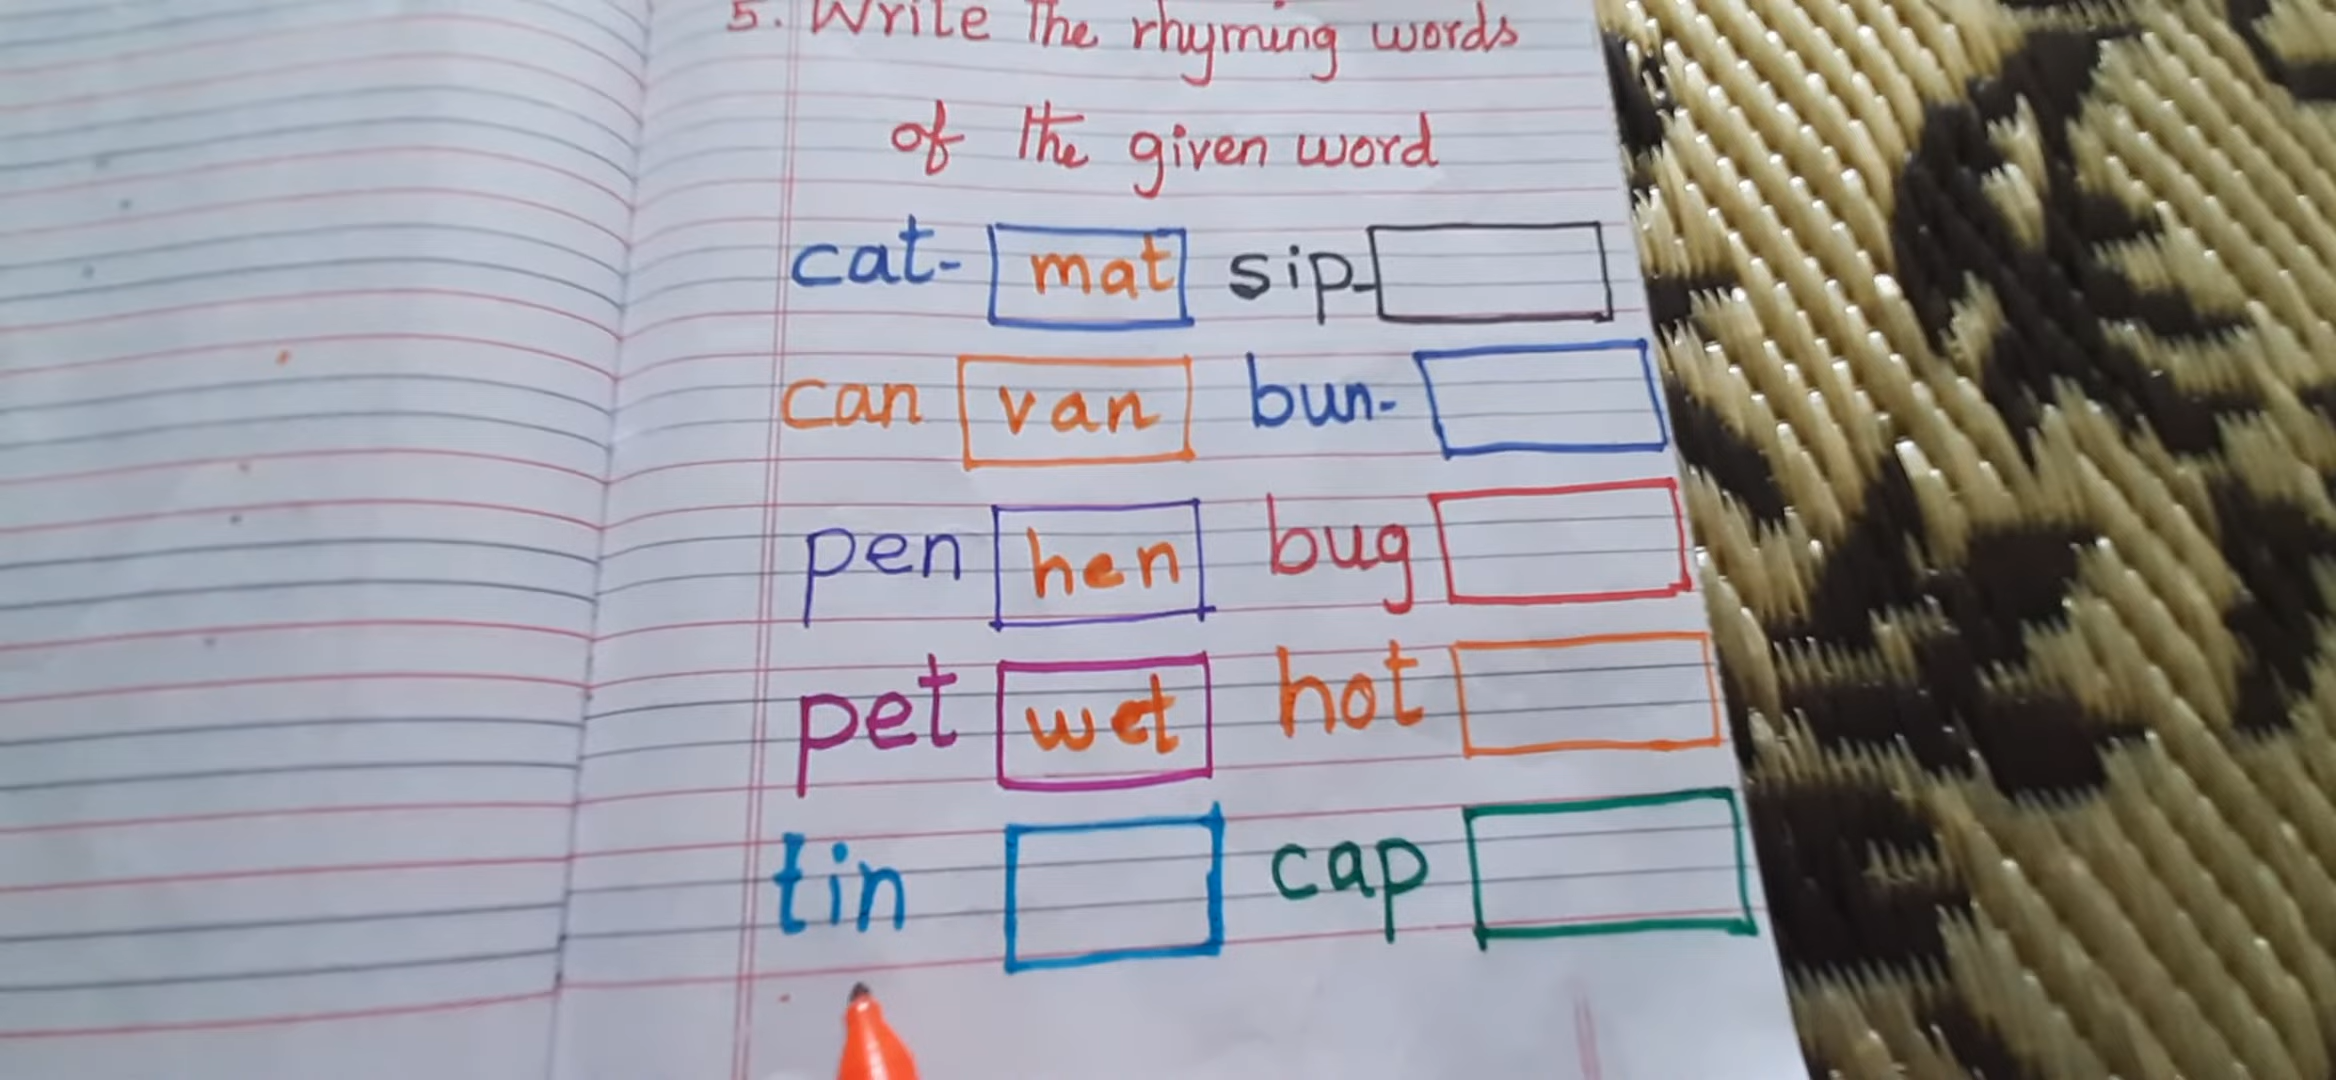 5. Write the rhyming words
of the given word
cat- mat sip-
can van bun-
pen hen bug
pet wet hot
tin cap